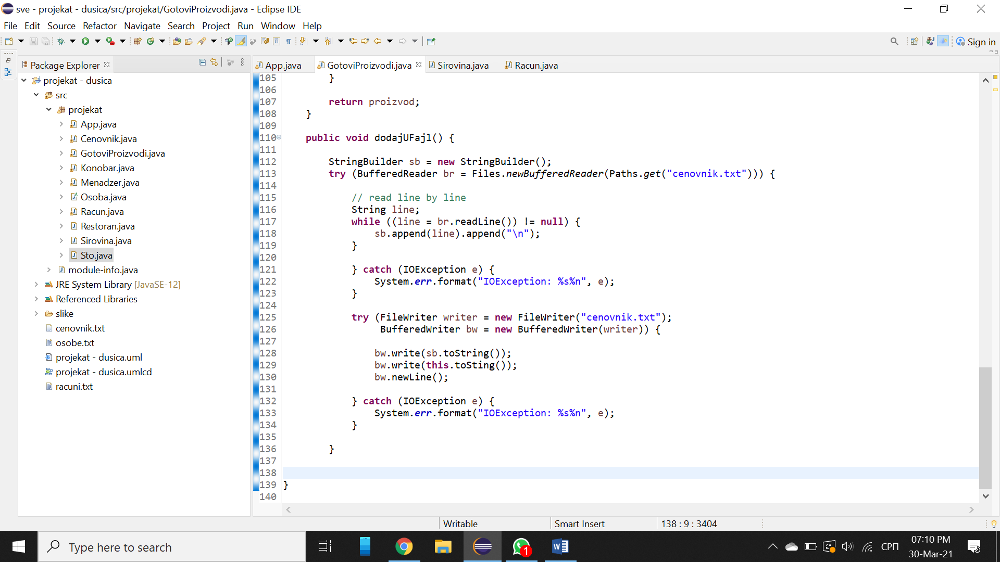 sve - projekat - dusica/src/projekat/GotoviProizvodi.java - Eclipse IDE
File Edit Source Refactor Navigate Search Project Run Window Help
Sign in
Package Explorer
projekat - dusica
src
projekat
App.java
Cenovnik.java
GotoviProizvodi.java
Konobar.java
Menadzer.java
Osoba.java
Racun.java
Restoran.java
Sirovina.java
Sto.java
module-info.java
JRE System Library [JavaSE-12]
Referenced Libraries
slike
cenovnik.txt
osobe.txt
projekat - dusica.uml
projekat - dusica.umlcd
racuni.txt
App.java GotoviProizvodi.java Sirovina.java Racun.java
105 }
106
107 return proizvod;
108 }
109
110 public void dodajUFajl() {
111
112 StringBuilder sb = new StringBuilder();
113 try (BufferedReader br = Files.newBufferedReader(Paths.get("cenovnik.txt"))) {
114
115 // read line by line
116 String line;
117 while ((line = br.readLine()) != null) {
118 sb.append(line).append("\n");
119 }
120
121 } catch (IOException e) {
122 System.err.format("IOException: %s%n", e);
123 }
124
125 try (FileWriter writer = new FileWriter("cenovnik.txt");
126 BufferedWriter bw = new BufferedWriter(writer)) {
127
128 bw.write(sb.toString());
129 bw.write(this.toSting());
130 bw.newLine();
131
132 } catch (IOException e) {
133 System.err.format("IOException: %s%n", e);
134 }
135
136 }
137
138
139 }
140
Writable Smart Insert 138 : 9 : 3404
Type here to search
1
СРП
07:10 PM
30-Mar-21